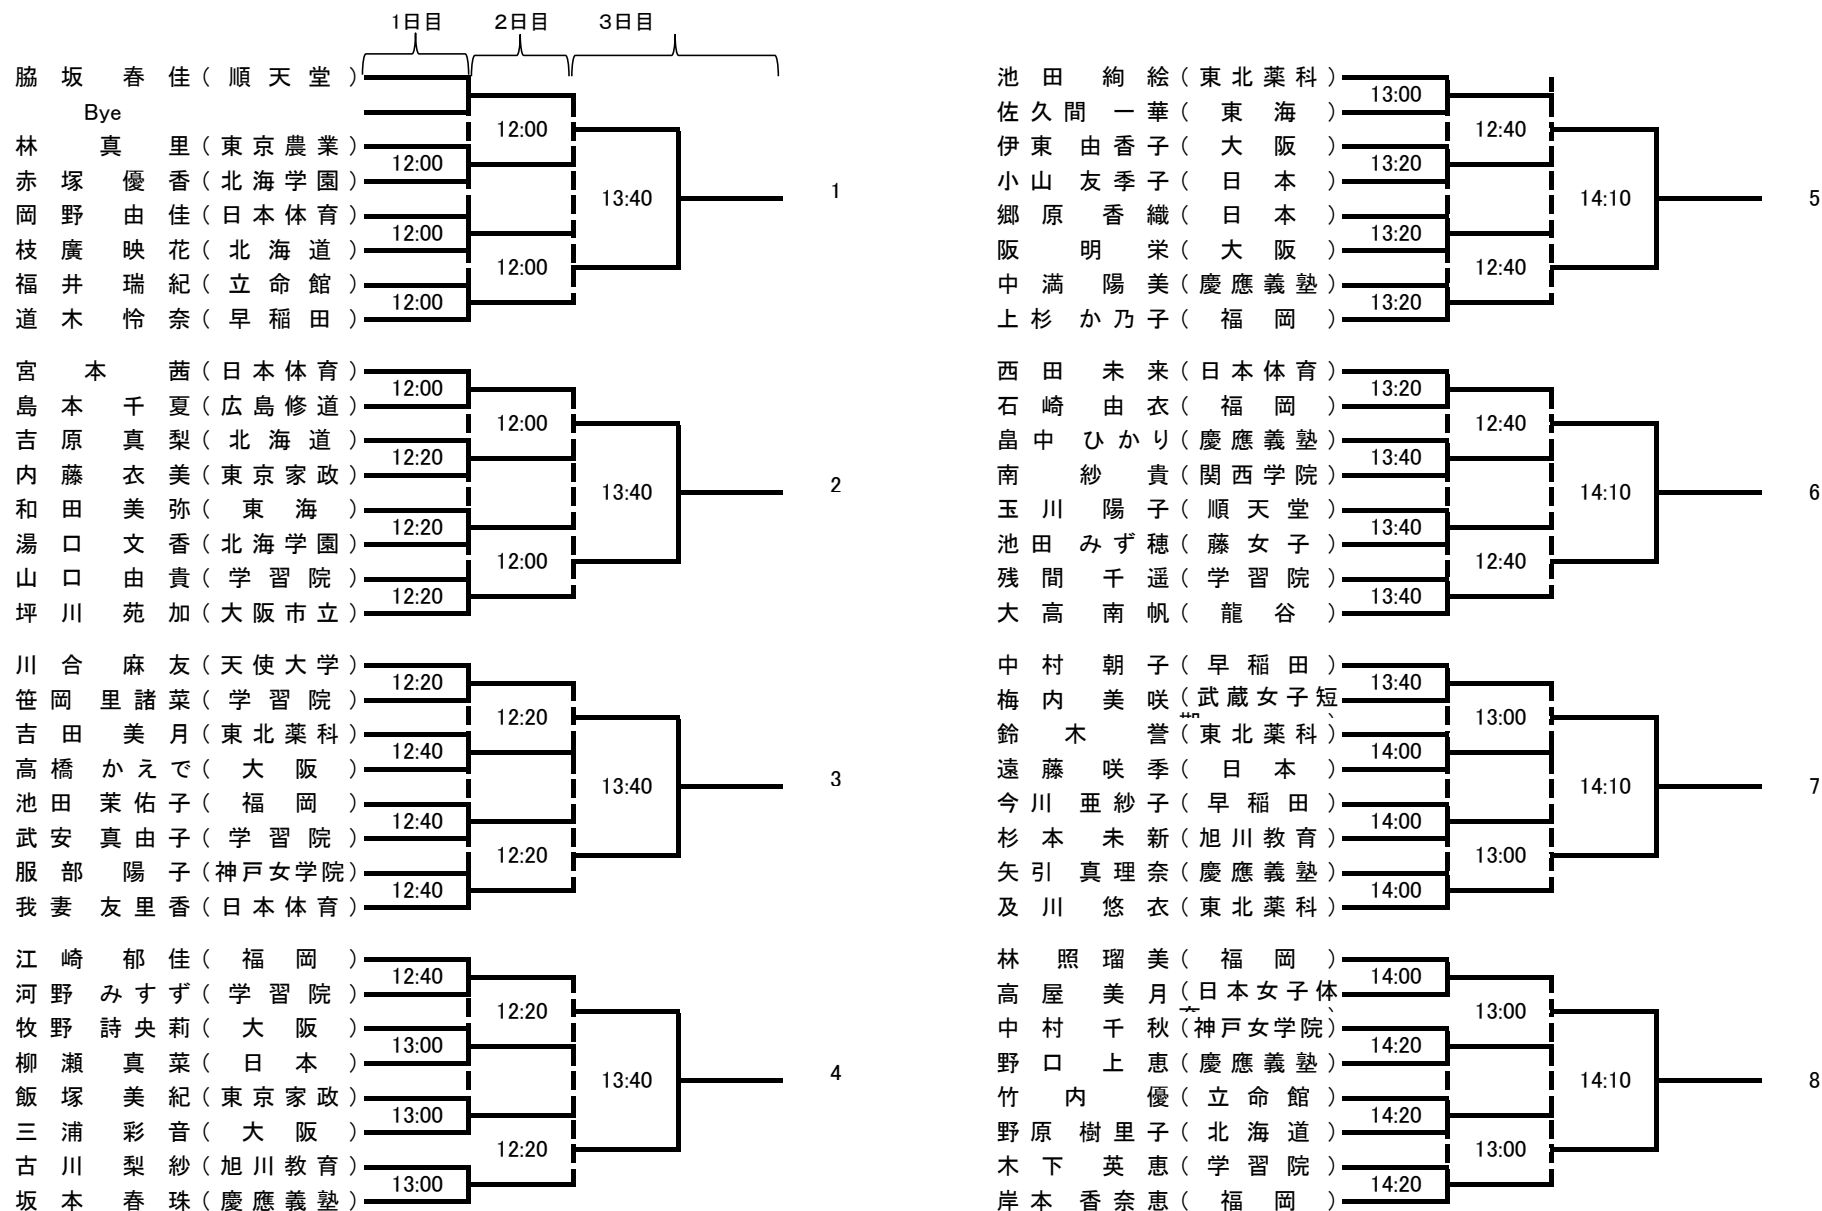 1日目 2日目 3日目
脇坂 春佳(順天堂)
Bye
12:00
林 真里(東京農業)
12:00
赤塚 優香(北海学園)
13:40
1
岡野 由佳(日本体育)
12:00
枝廣 映花(北海道)
12:00
福井 瑞紀(立命館)
12:00
道木 怜奈(早稲田)
宮本 茜(日本体育)
12:00
島本 千夏(広島修道)
12:00
吉原 真梨(北海道)
12:20
内藤 衣美(東京家政)
13:40
2
和田 美弥(東海)
12:20
湯口 文香(北海学園)
12:00
山口 由貴(学習院)
12:20
坪川 苑加(大阪市立)
川合 麻友(天使大学)
12:20
笹岡 里諸菜(学習院)
12:20
吉田 美月(東北薬科)
12:40
高橋 かえで(大阪)
13:40
3
池田 茉佑子(福岡)
12:40
武安 真由子(学習院)
12:20
服部 陽子(神戸女学院)
12:40
我妻 友里香(日本体育)
江崎 郁佳(福岡)
12:40
河野 みすず(学習院)
12:20
牧野 詩央莉(大阪)
13:00
柳瀬 真菜(日本)
13:40
4
飯塚 美紀(東京家政)
13:00
三浦 彩音(大阪)
12:20
古川 梨紗(旭川教育)
13:00
坂本 春珠(慶應義塾)
池田 絢絵(東北薬科)
13:00
佐久間 一華(東海)
12:40
伊東 由香子(大阪)
13:20
小山 友季子(日本)
14:10
5
郷原 香織(日本)
13:20
阪 明栄(大阪)
12:40
中満 陽美(慶應義塾)
13:20
上杉 か乃子(福岡)
西田 未来(日本体育)
13:20
石崎 由衣(福岡)
12:40
畠中 ひかり(慶應義塾)
13:40
南 紗貴(関西学院)
14:10
6
玉川 陽子(順天堂)
13:40
池田 みず穂(藤女子)
12:40
残間 千遥(学習院)
13:40
大高 南帆(龍谷)
中村 朝子(早稲田)
13:40
梅内 美咲(武蔵女子短
13:00
鈴木 誉(東北薬科)
14:00
遠藤 咲季(日本)
14:10
7
今川 亜紗子(早稲田)
14:00
杉本 未新(旭川教育)
13:00
矢引 真理奈(慶應義塾)
14:00
及川 悠衣(東北薬科)
林 照瑠美(福岡)
14:00
高屋 美月(日本女子体
13:00
中村 千秋(神戸女学院)
14:20
野口 上恵(慶應義塾)
14:10
8
竹内 優(立命館)
14:20
野原 樹里子(北海道)
13:00
木下 英恵(学習院)
14:20
岸本 香奈恵(福岡)